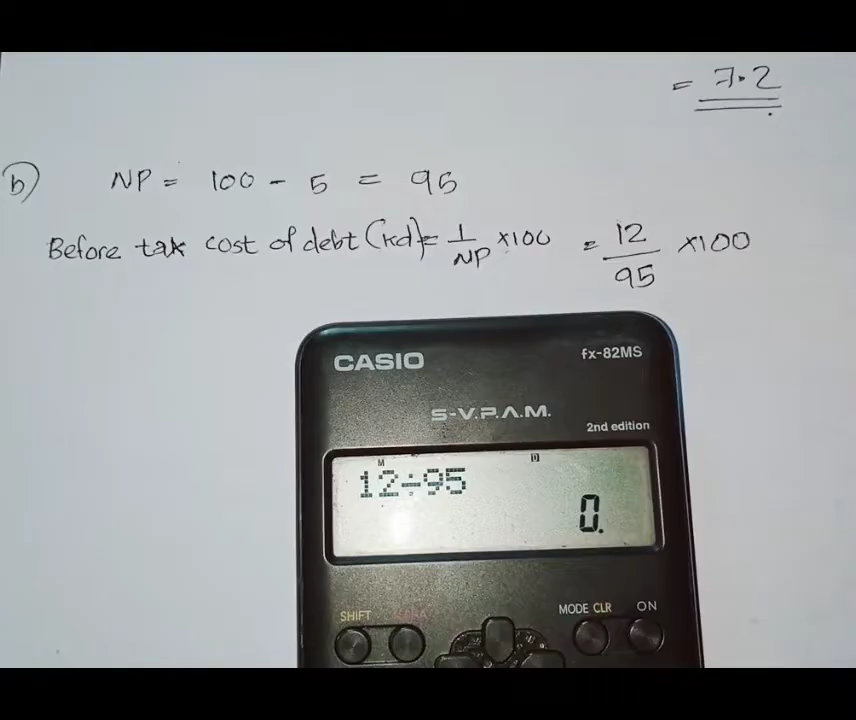 = 7.2
b) NP = 100 - 5 = 95
Before tax cost of debt (kd) = I/NP ×100 = 12/95 ×100
CASIO fx-82MS
S-V.P.A.M.
2nd edition
M D
12÷95
0.
SHIFT ALPHA MODE CLR ON